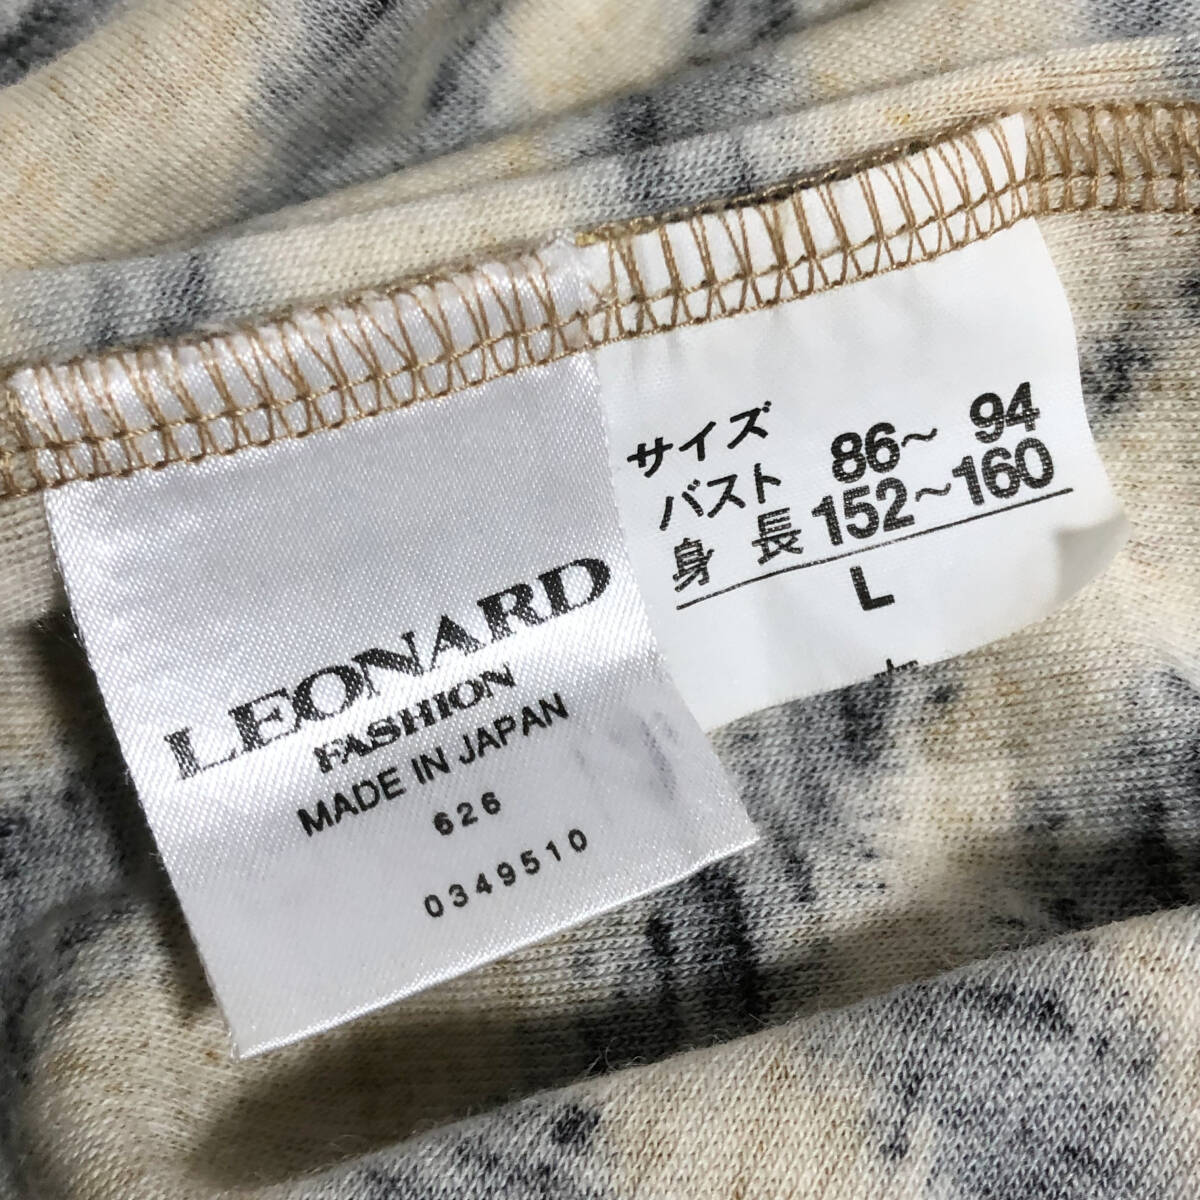 LEONARD
FASHION
MADE IN JAPAN
626
0349510
サイズ
バスト 86~ 94
身 長 152~160
L